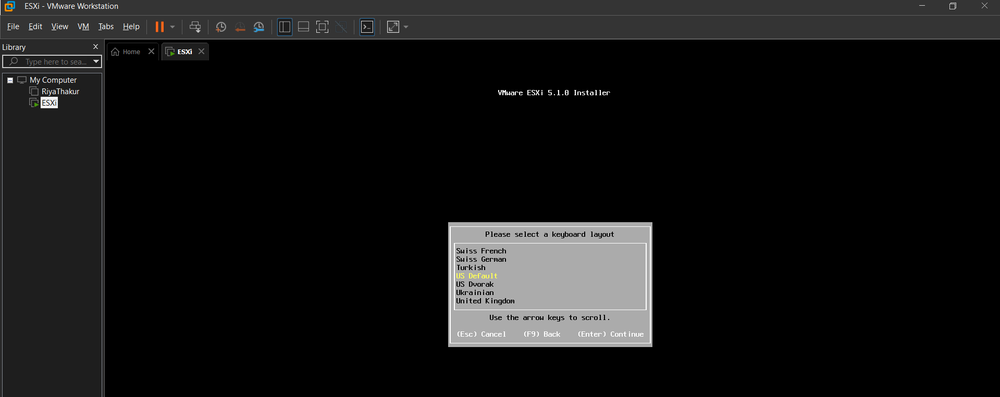 ESXi - VMware Workstation
File Edit View VM Tabs Help
Library
Type here to sea...
My Computer
RiyaThakur
ESXi
Home
ESXi
VMware ESXi 5.1.0 Installer
Please select a keyboard layout
Swiss French
Swiss German
Turkish
US Default
US Dvorak
Ukrainian
United Kingdom
Use the arrow keys to scroll.
(Esc) Cancel (F9) Back (Enter) Continue